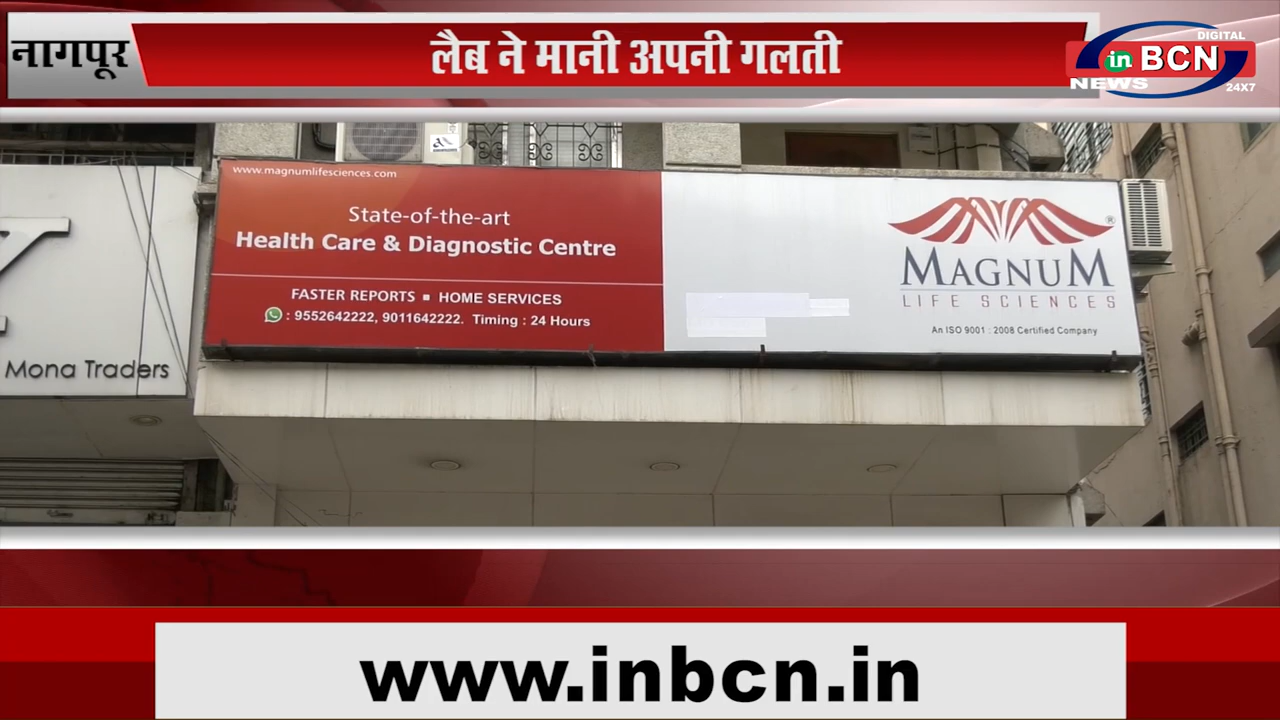 नागपूर
लैब ने मानी अपनी गलती
DIGITAL
in BCN
NEWS
24X7
www.magnumlifesciences.com
State-of-the-art
Health Care & Diagnostic Centre
FASTER REPORTS ▪ HOME SERVICES
: 9552642222, 9011642222. Timing : 24 Hours
®
MAGNUM
LIFE SCIENCES
An ISO 9001 : 2008 Certified Company
Y
Mona Traders
www.inbcn.in